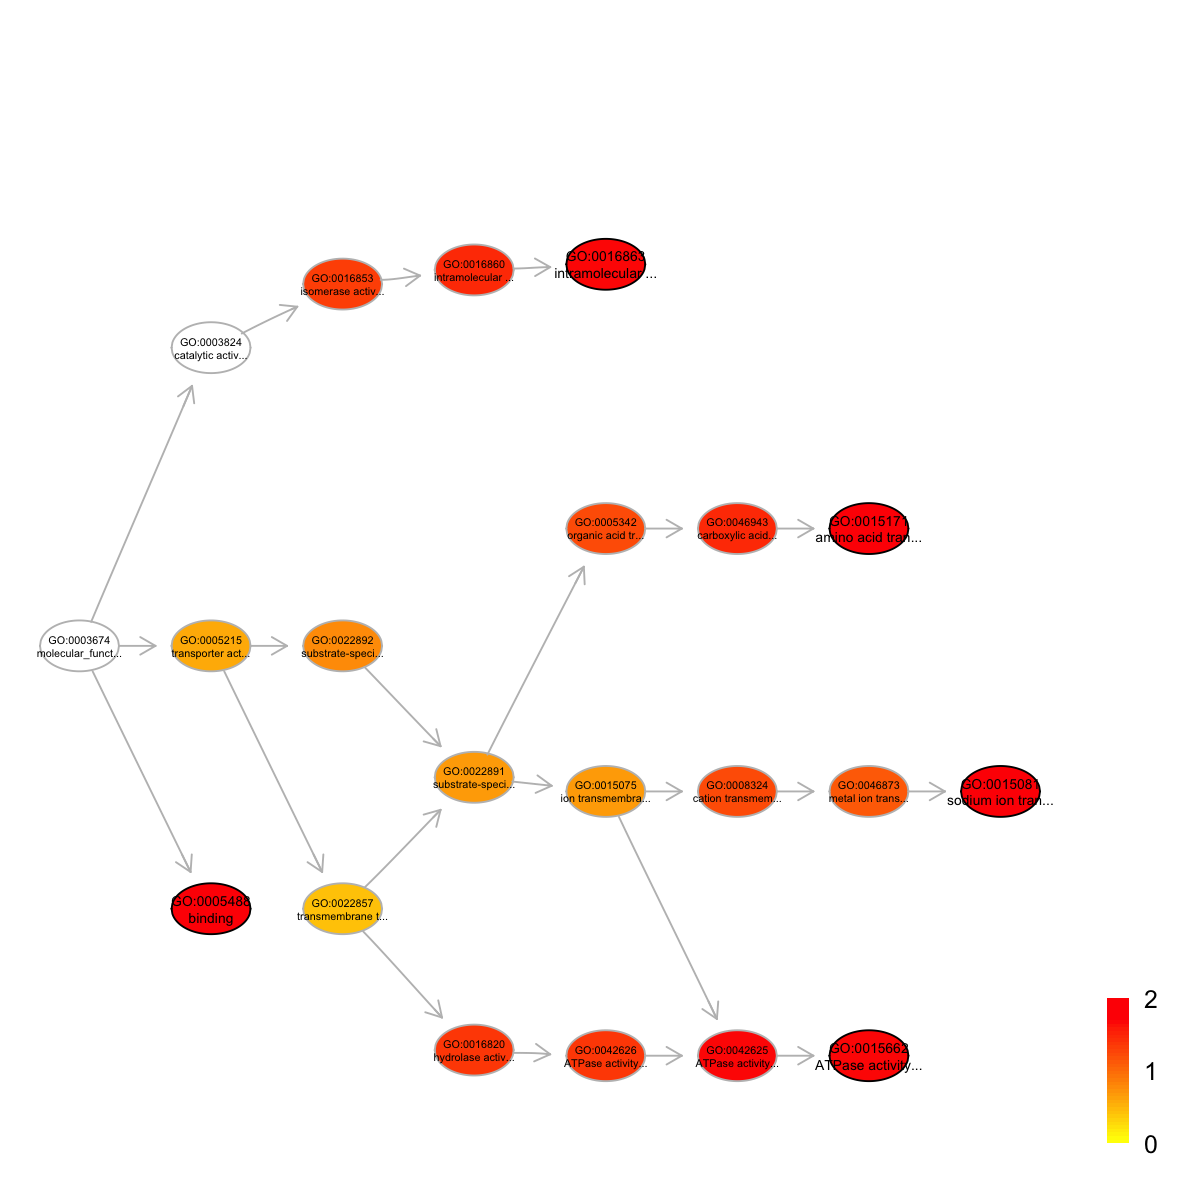 GO:0016863
intramolecular ...
GO:0016860
intramolecular ...
GO:0016853
isomerase activ...
GO:0003824
catalytic activ...
GO:0005342
organic acid tr...
GO:0046943
carboxylic acid...
GO:0015171
amino acid tran...
GO:0003674
molecular_funct...
GO:0005215
transporter act...
GO:0022892
substrate-speci...
GO:0022891
substrate-speci...
GO:0015075
ion transmembra...
GO:0008324
cation transmem...
GO:0046873
metal ion trans...
GO:0015081
sodium ion tran...
GO:0005488
binding
GO:0022857
transmembrane t...
GO:0016820
hydrolase activ...
GO:0042626
ATPase activity...
GO:0042625
ATPase activity...
GO:0015662
ATPase activity...
2
1
0